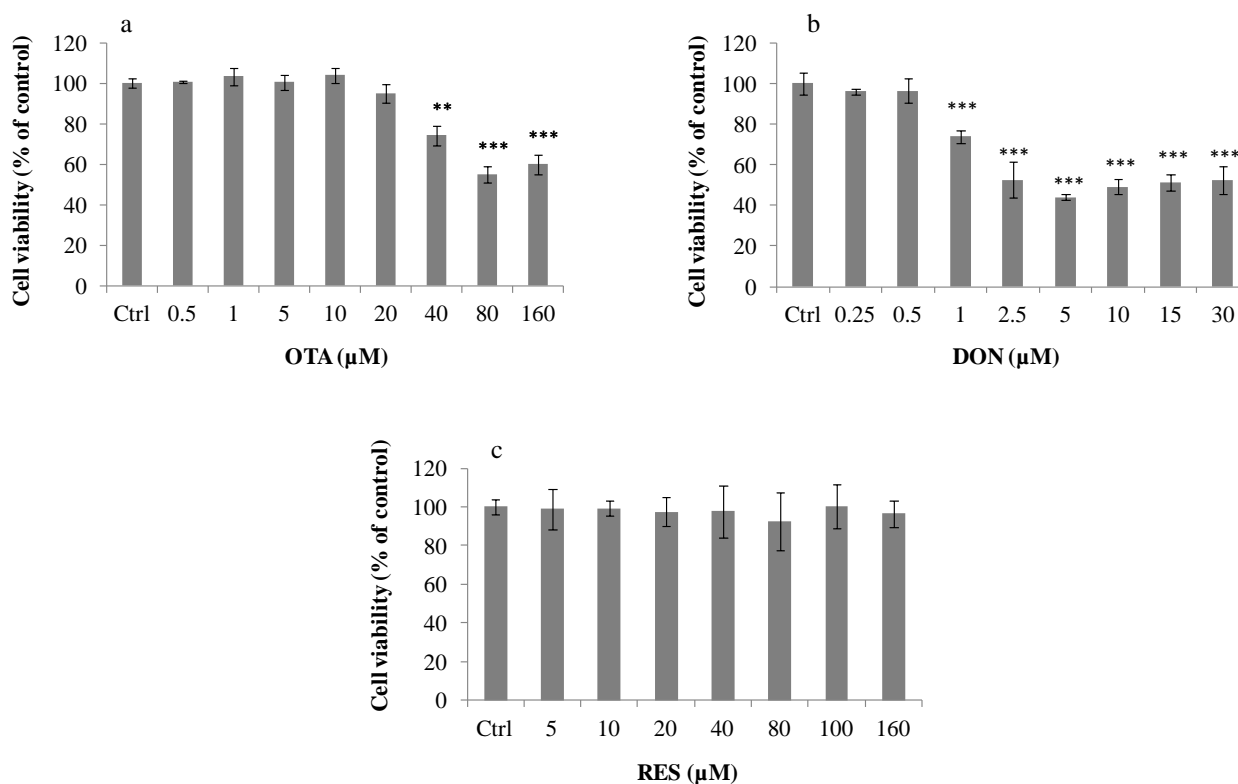 a
120
100
80
60
40
20
0
Cell viability (% of control)
** *** ***
Ctrl 0.5 1 5 10 20 40 80 160
OTA (µM)
b
120
100
80
60
40
20
0
Cell viability (% of control)
*** *** *** *** *** ***
Ctrl 0.25 0.5 1 2.5 5 10 15 30
DON (µM)
c
120
100
80
60
40
20
0
Cell viability (% of control)
Ctrl 5 10 20 40 80 100 160
RES (µM)